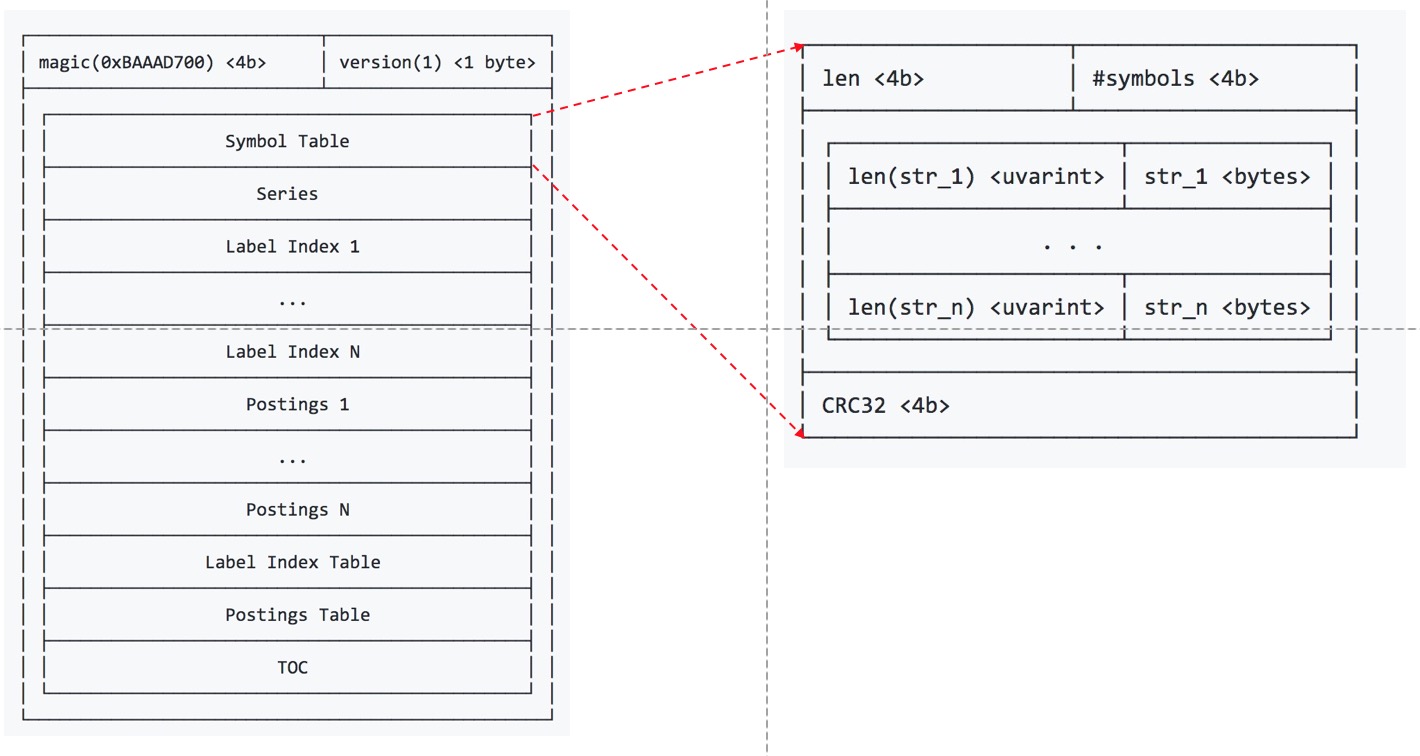 magic(0xBAAAD700) <4b> version(1) <1 byte>
Symbol Table
Series
Label Index 1
...
Label Index N
Postings 1
...
Postings N
Label Index Table
Postings Table
TOC
len <4b> #symbols <4b>
len(str_1) <uvarint> str_1 <bytes>
. . .
len(str_n) <uvarint> str_n <bytes>
CRC32 <4b>